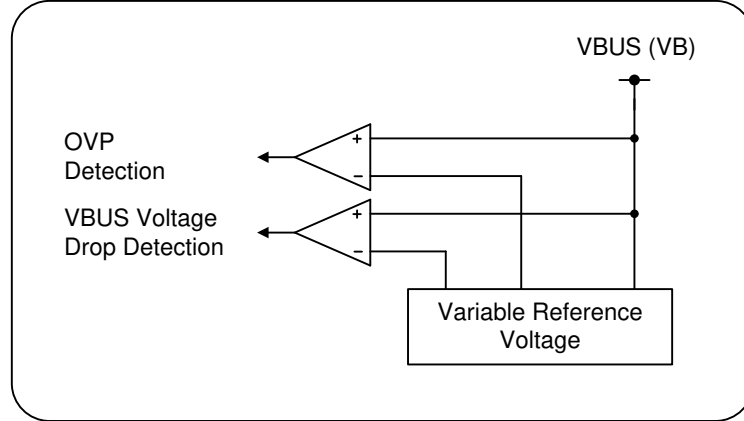 VBUS (VB)
OVP
Detection
+
−
VBUS Voltage
Drop Detection
+
−
Variable Reference
Voltage